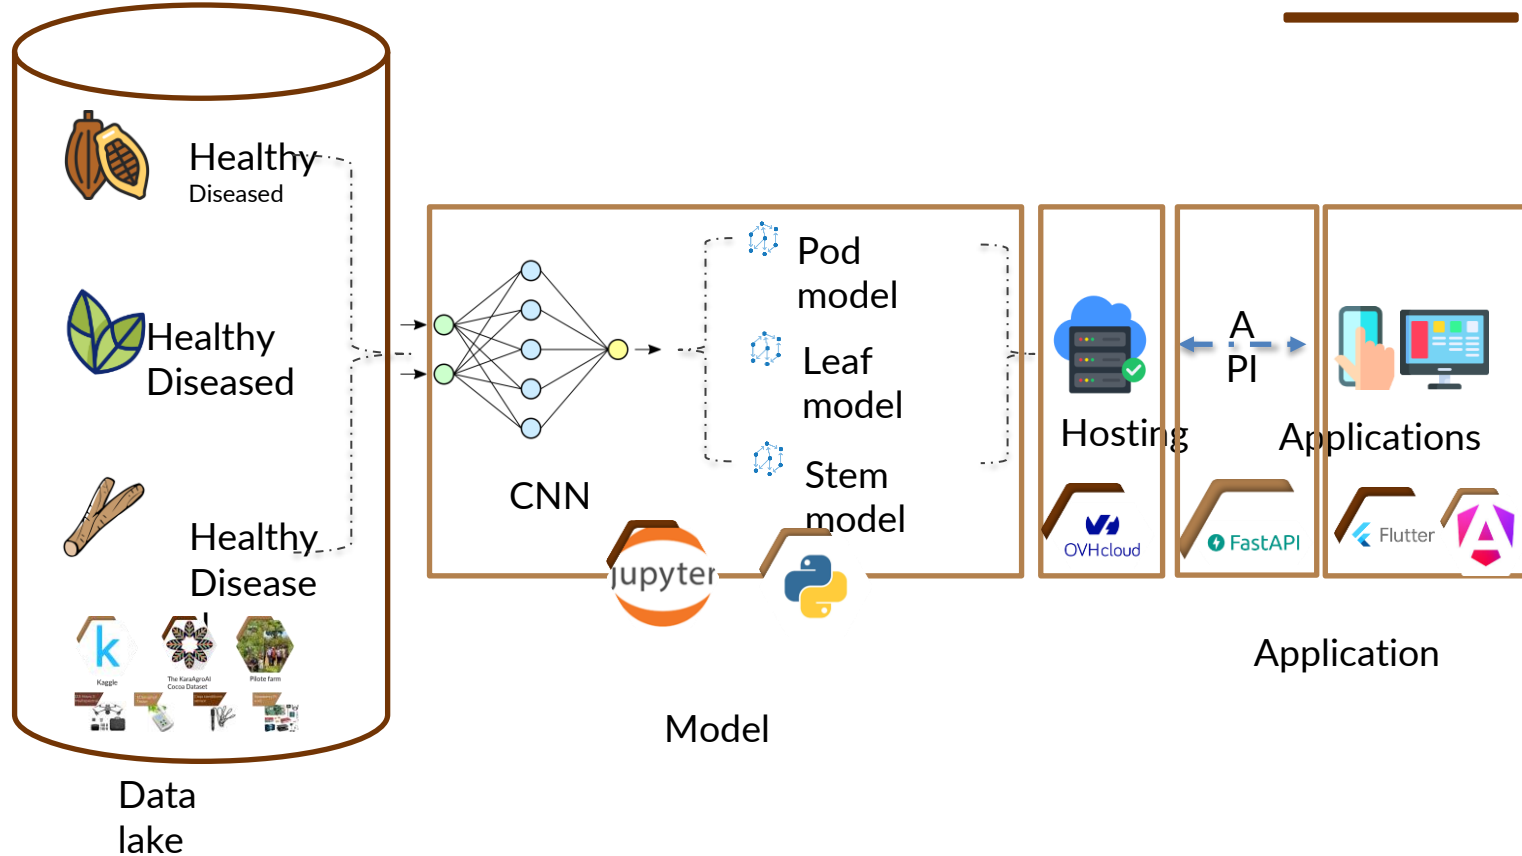 Healthy
Diseased
Healthy
Diseased
Healthy
Disease
k
Kaggle
The KaraAgroAI
Cocoa Dataset
Pilote farm
Data
lake
CNN
Pod
model
Leaf
model
Stem
model
jupyter
Model
Hosting
OVHcloud
A
PI
FastAPI
Applications
Flutter
A
Application